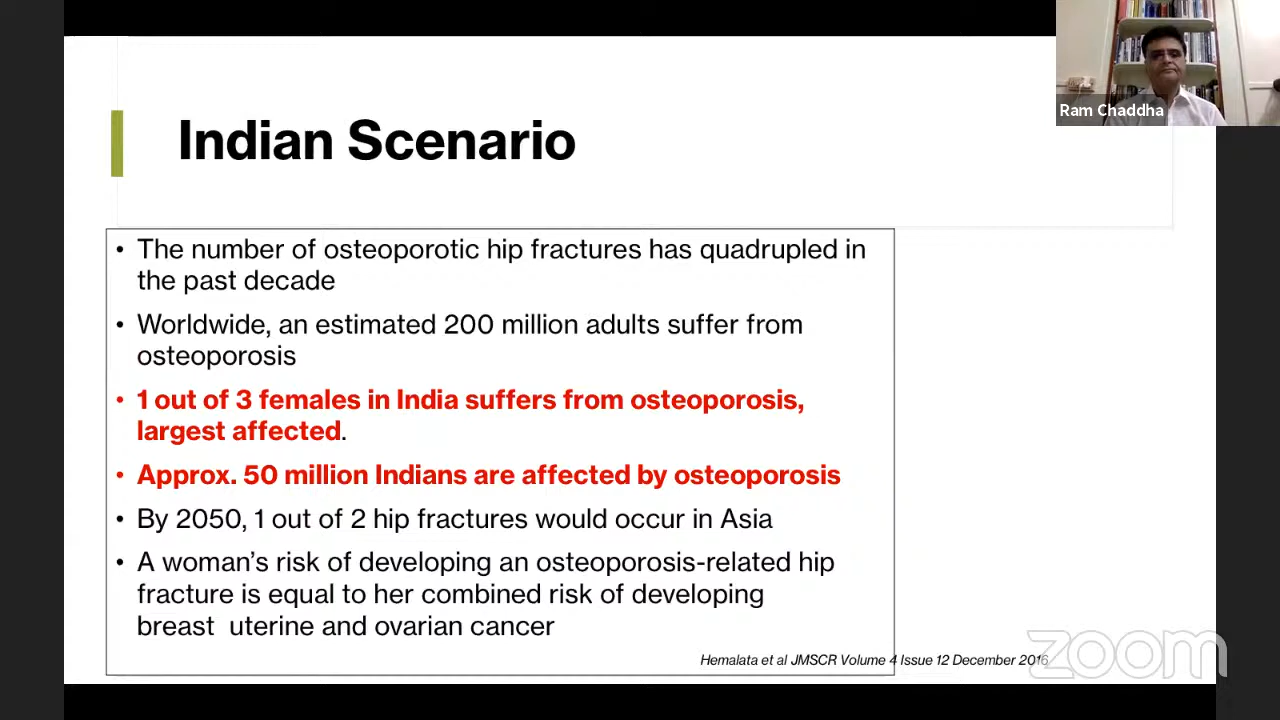 Ram Chaddha
Indian Scenario
• The number of osteoporotic hip fractures has quadrupled in
the past decade
• Worldwide, an estimated 200 million adults suffer from
osteoporosis
• 1 out of 3 females in India suffers from osteoporosis,
largest affected.
• Approx. 50 million Indians are affected by osteoporosis
• By 2050, 1 out of 2 hip fractures would occur in Asia
• A woman’s risk of developing an osteoporosis-related hip
fracture is equal to her combined risk of developing
breast  uterine and ovarian cancer
Hemalata et al JMSCR Volume 4 Issue 12 December 2016
zoom